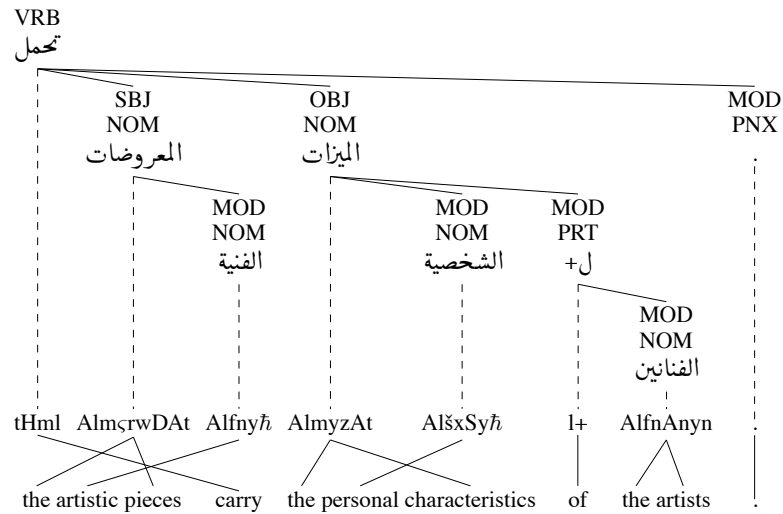 VRB
تحمل
SBJ OBJ MOD
NOM NOM PNX
المعروضات الميزات .
MOD MOD MOD
NOM NOM PRT
الفنية الشخصية ل+
MOD
NOM
الفنانين
tHml AlmςrwDAt Alfnyħ AlmyzAt AlšxSyħ l+ AlfnAnyn .
the artistic pieces carry the personal characteristics of the artists .